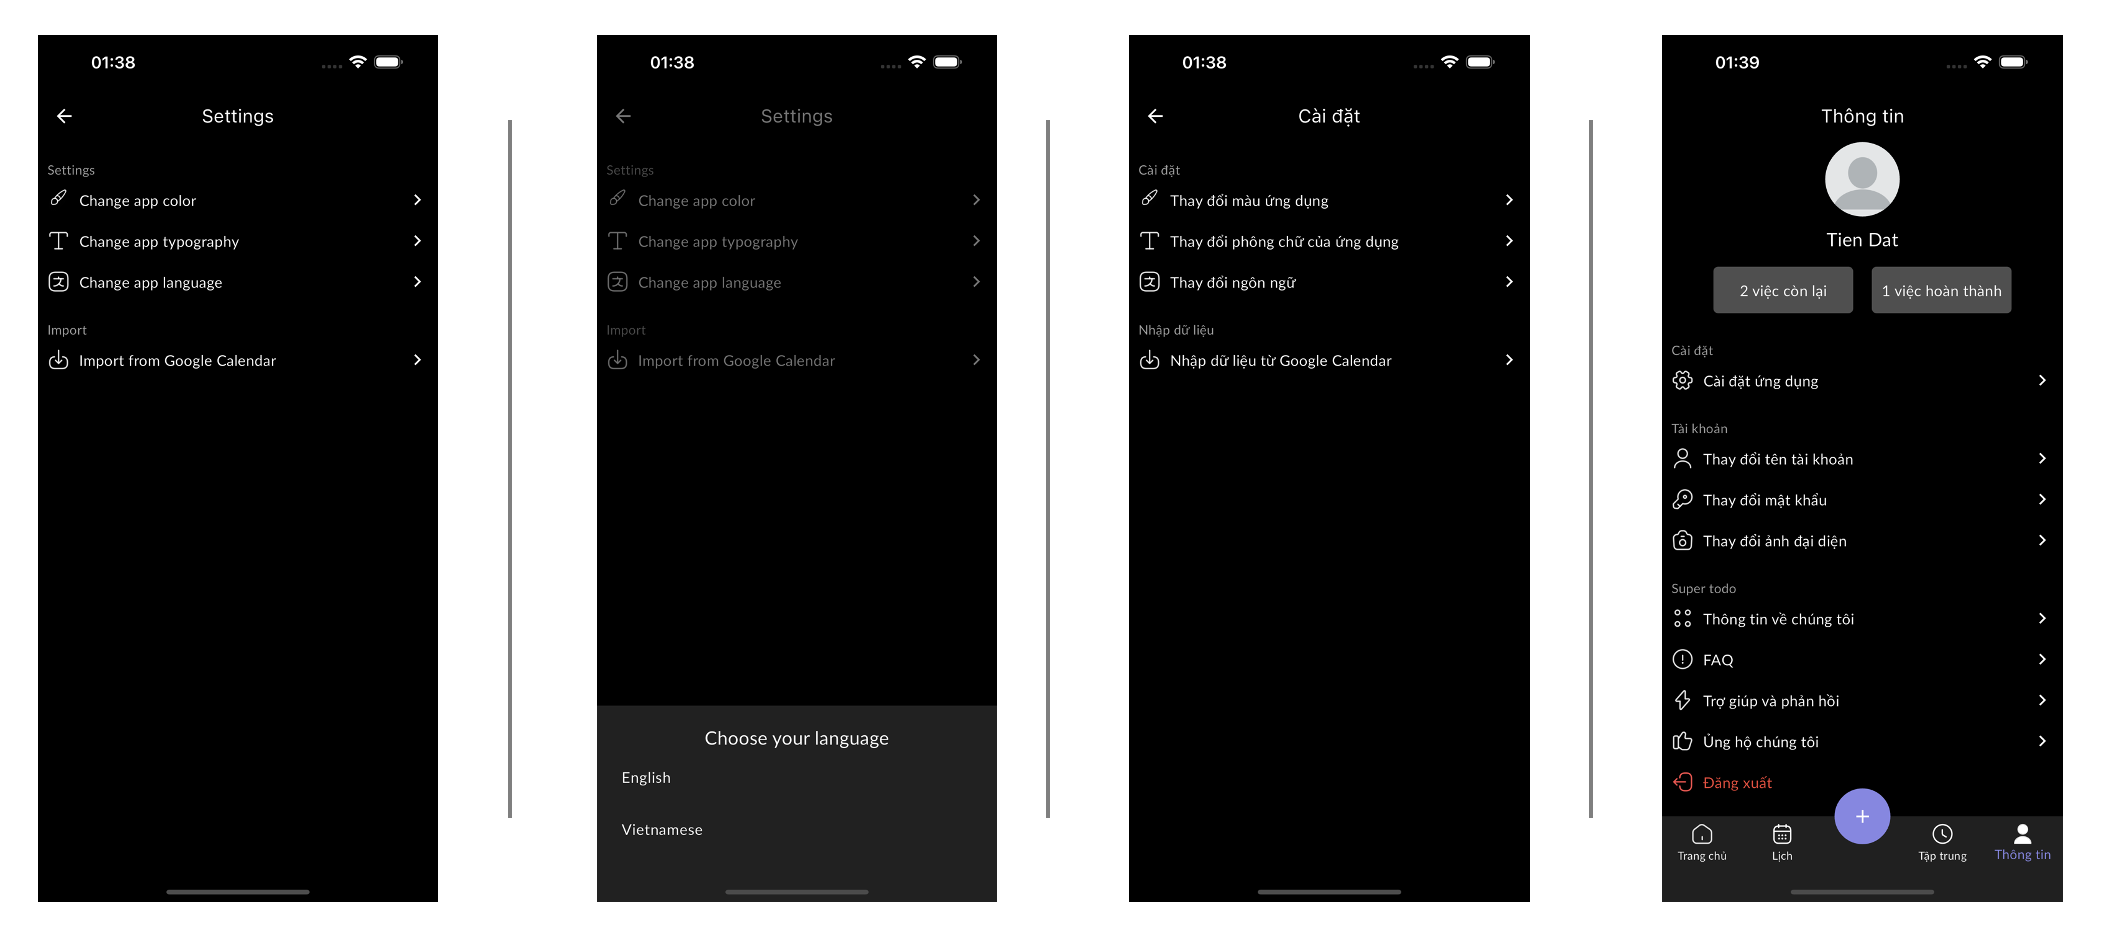 01:38
Settings
Settings
Change app color
Change app typography
Change app language
Import
Import from Google Calendar
01:38
Settings
Settings
Change app color
Change app typography
Change app language
Import
Import from Google Calendar
Choose your language
English
Vietnamese
01:38
Cài đặt
Cài đặt
Thay đổi màu ứng dụng
Thay đổi phông chữ của ứng dụng
Thay đổi ngôn ngữ
Nhập dữ liệu
Nhập dữ liệu từ Google Calendar
01:39
Thông tin
Tien Dat
2 việc còn lại
1 việc hoàn thành
Cài đặt
Cài đặt ứng dụng
Tài khoản
Thay đổi tên tài khoản
Thay đổi mật khẩu
Thay đổi ảnh đại diện
Super todo
Thông tin về chúng tôi
FAQ
Trợ giúp và phản hồi
Ủng hộ chúng tôi
Đăng xuất
Trang chủ
Lịch
Tập trung
Thông tin